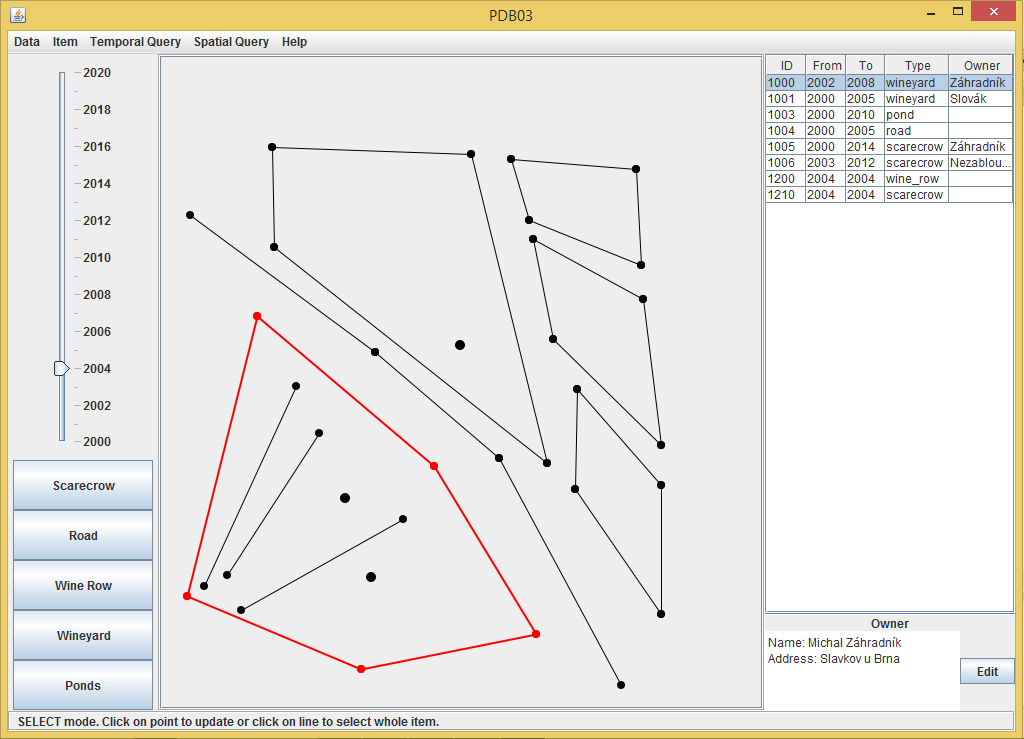 PDB03
Data Item Temporal Query Spatial Query Help
2020
2018
2016
2014
2012
2010
2008
2006
2004
2002
2000
Scarecrow
Road
Wine Row
Wineyard
Ponds
ID From To Type Owner
1000 2002 2008 wineyard Záhradník
1001 2000 2005 wineyard Slovák
1003 2000 2010 pond
1004 2000 2005 road
1005 2000 2014 scarecrow Záhradník
1006 2003 2012 scarecrow Nezablou...
1200 2004 2004 wine_row
1210 2004 2004 scarecrow
Owner
Name: Michal Záhradník
Address: Slavkov u Brna
Edit
SELECT mode. Click on point to update or click on line to select whole item.